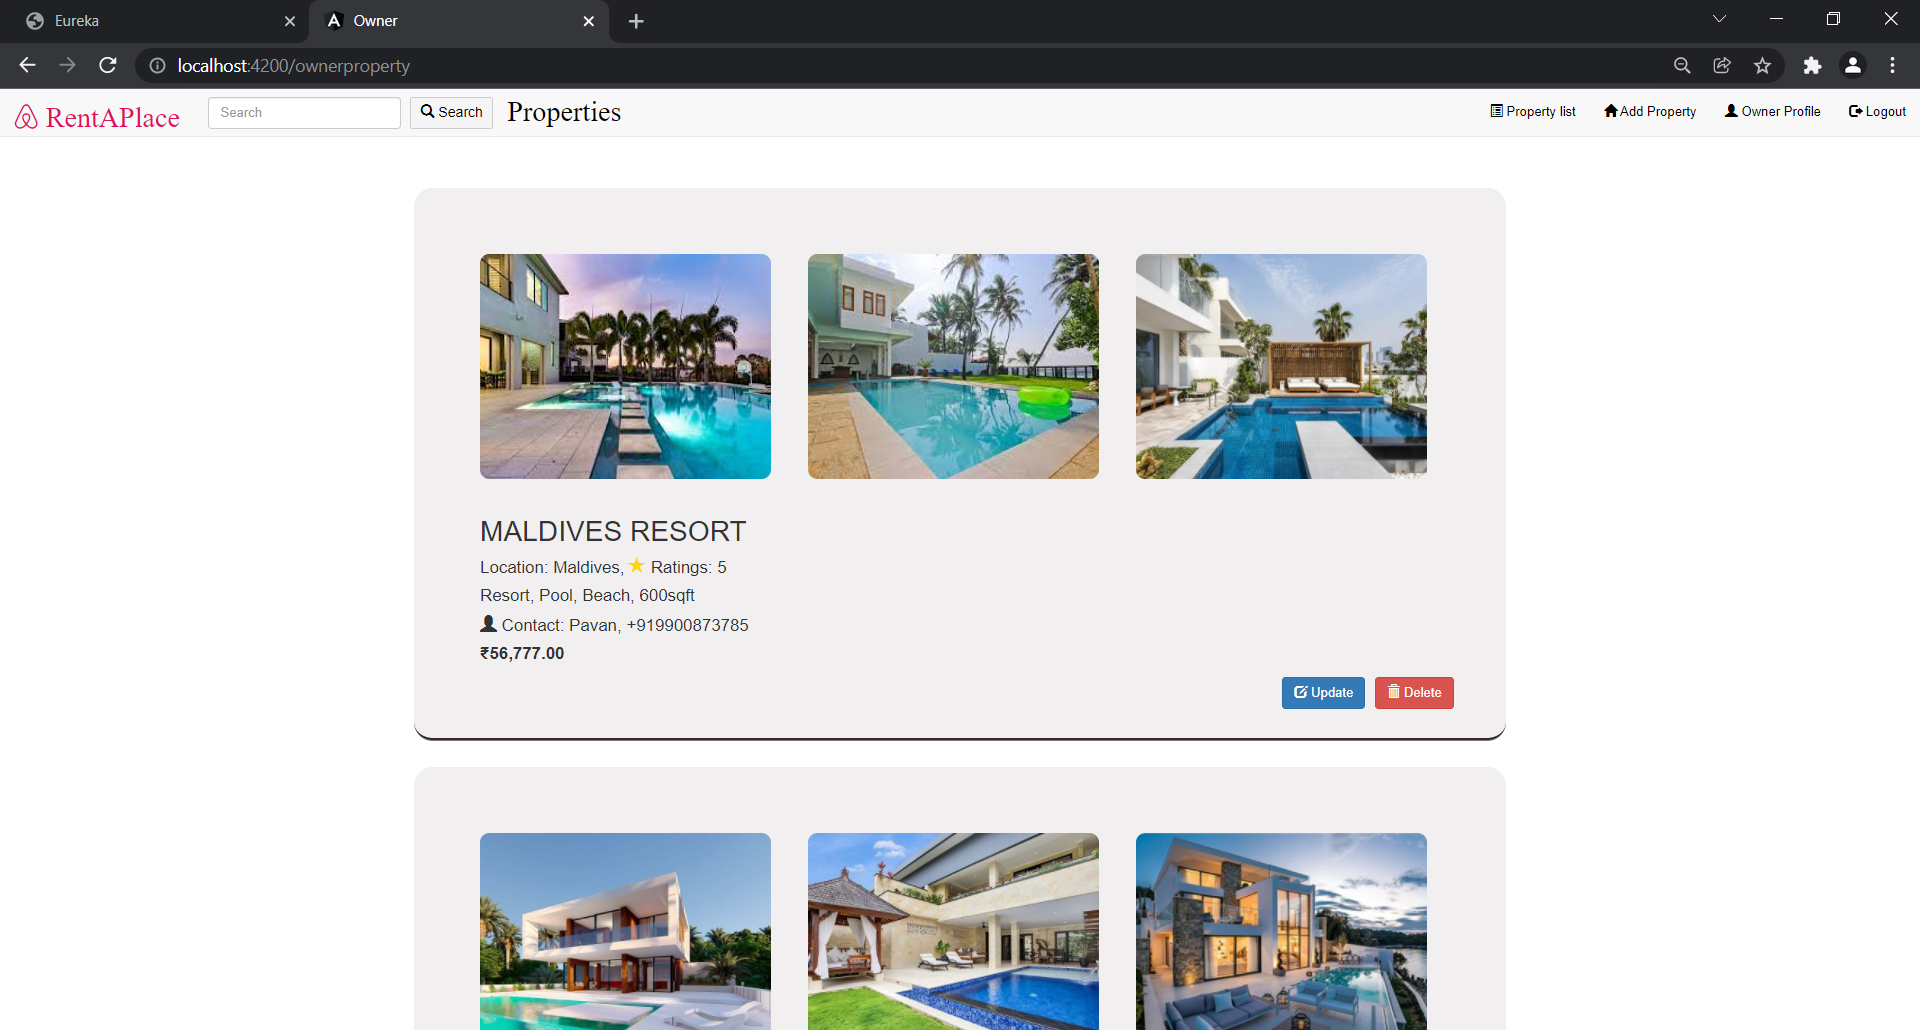 Eureka
Owner
localhost:4200/ownerproperty
RentAPlace
Search
Search
Properties
Property list
Add Property
Owner Profile
Logout
MALDIVES RESORT
Location: Maldives, ★ Ratings: 5
Resort, Pool, Beach, 600sqft
Contact: Pavan, +919900873785
₹56,777.00
Update
Delete